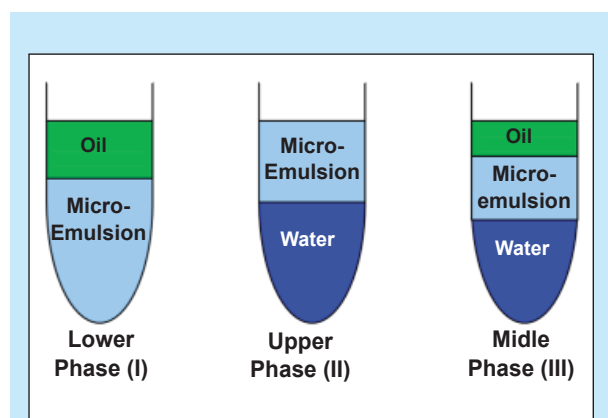 Oil
Micro-
Emulsion
Lower
Phase (I)
Micro-
Emulsion
Water
Upper
Phase (II)
Oil
Micro-
emulsion
Water
Midle
Phase (III)